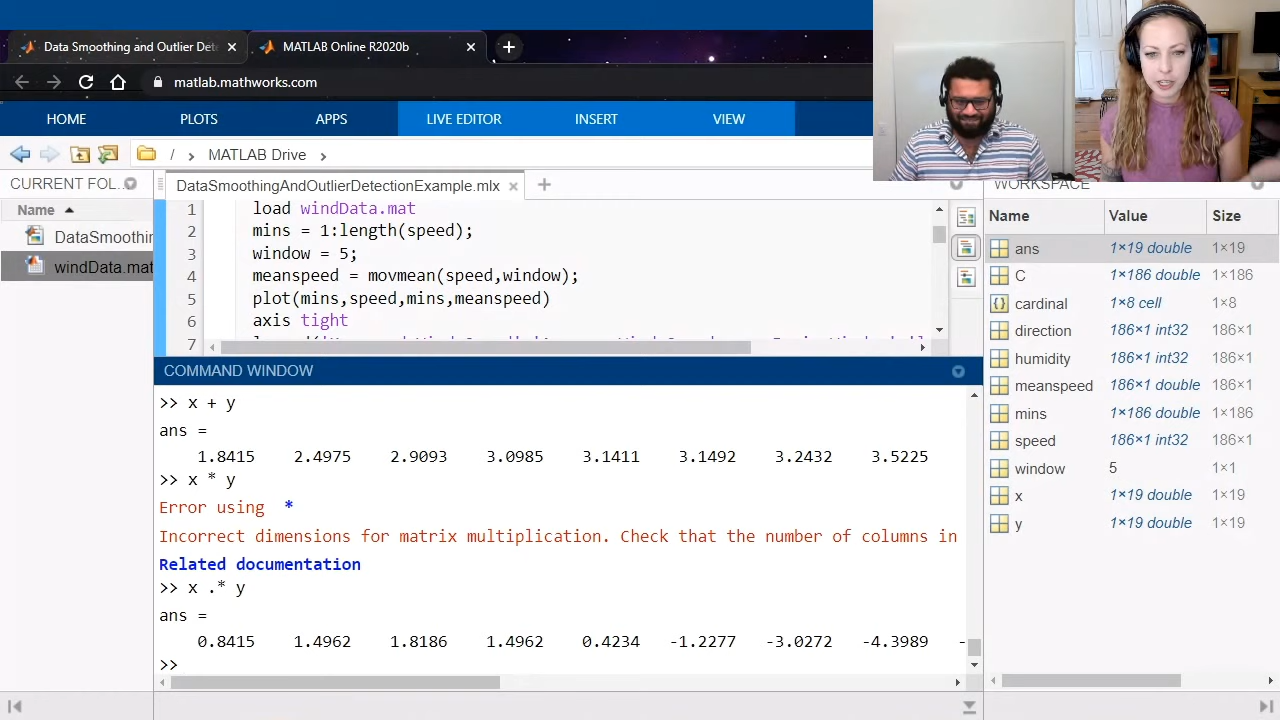 Data Smoothing and Outlier Det
MATLAB Online R2020b
matlab.mathworks.com
HOME PLOTS APPS LIVE EDITOR INSERT VIEW
/ › MATLAB Drive ›
CURRENT FOL...
DataSmoothingAndOutlierDetectionExample.mlx
WORKSPACE
Name
DataSmoothin
windData.mat
1 load windData.mat
2 mins = 1:length(speed);
3 window = 5;
4 meanspeed = movmean(speed,window);
5 plot(mins,speed,mins,meanspeed)
6 axis tight
7
COMMAND WINDOW
>> x + y
ans =
1.8415 2.4975 2.9093 3.0985 3.1411 3.1492 3.2432 3.5225
>> x * y
Error using *
Incorrect dimensions for matrix multiplication. Check that the number of columns in
Related documentation
>> x .* y
ans =
0.8415 1.4962 1.8186 1.4962 0.4234 -1.2277 -3.0272 -4.3989 -
>>
Name Value Size
ans 1×19 double 1×19
C 1×186 double 1×186
cardinal 1×8 cell 1×8
direction 186×1 int32 186×1
humidity 186×1 int32 186×1
meanspeed 186×1 double 186×1
mins 1×186 double 1×186
speed 186×1 int32 186×1
window 5 1×1
x 1×19 double 1×19
y 1×19 double 1×19